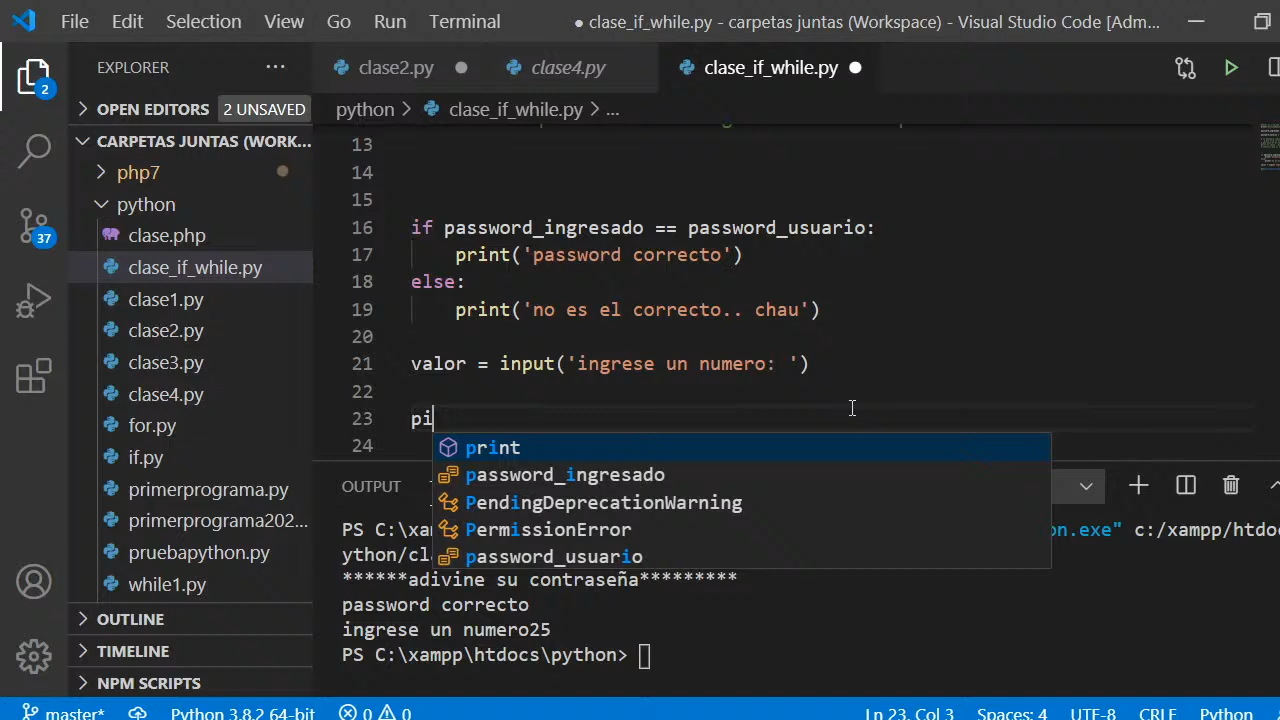 File Edit Selection View Go Run Terminal ● clase_if_while.py - carpetas juntas (Workspace) - Visual Studio Code [Adm...
EXPLORER ...
clase2.py clase4.py clase_if_while.py
OPEN EDITORS 2 UNSAVED
python > clase_if_while.py > ...
CARPETAS JUNTAS (WORK...
php7
python
clase.php
clase_if_while.py
clase1.py
clase2.py
clase3.py
clase4.py
for.py
if.py
primerprograma.py
primerprograma202...
pruebapython.py
while1.py
OUTLINE
TIMELINE
NPM SCRIPTS
2
37
13
14
15
16 if password_ingresado == password_usuario:
17 print('password correcto')
18 else:
19 print('no es el correcto.. chau')
20
21 valor = input('ingrese un numero: ')
22
23 pi
24
print
password_ingresado
PendingDeprecationWarning
PermissionError
password_usuario
OUTPUT
PS C:\xam on.exe" c:/xampp/htdoc
ython/cl
******adivine su contraseña*********
password correcto
ingrese un numero25
PS C:\xampp\htdocs\python>
master* Python 3.8.2 64-bit 0 0 Ln 23, Col 3 Spaces: 4 UTF-8 CRLF Python